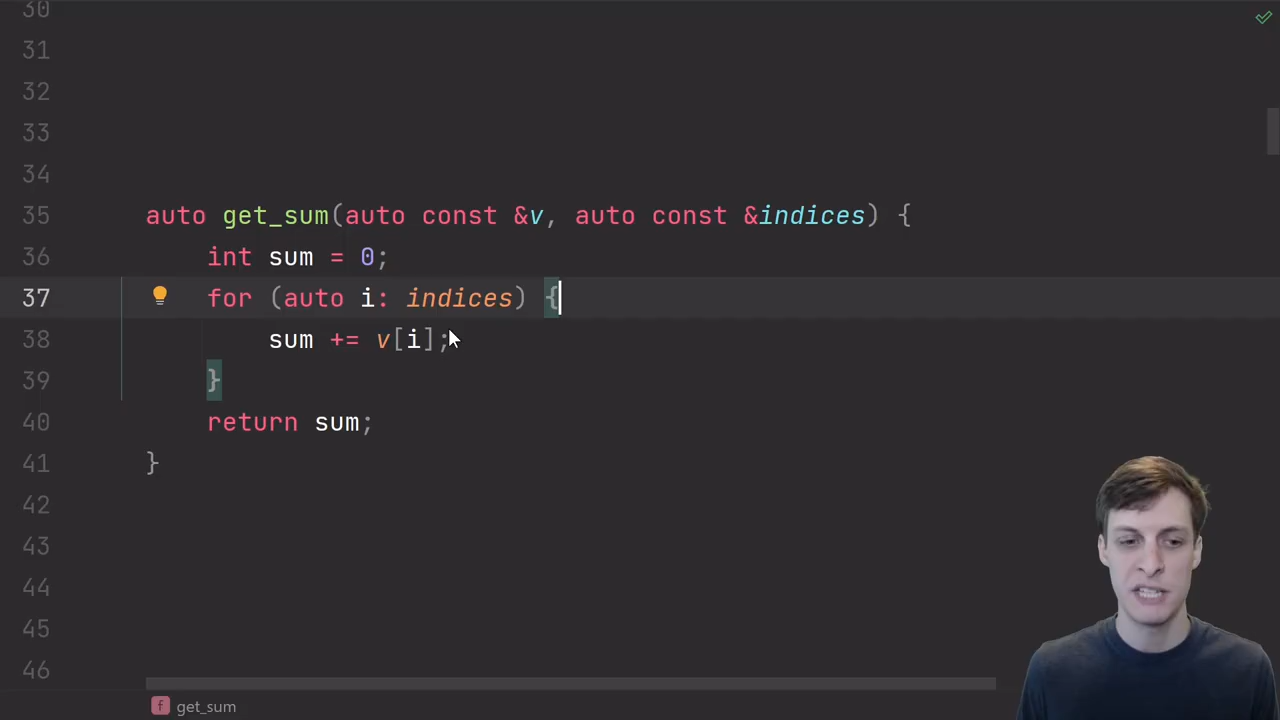 30
31
32
33
34
35 auto get_sum(auto const &v, auto const &indices) {
36 int sum = 0;
37 for (auto i: indices) {
38 sum += v[i];
39 }
40 return sum;
41 }
42
43
44
45
46
f get_sum